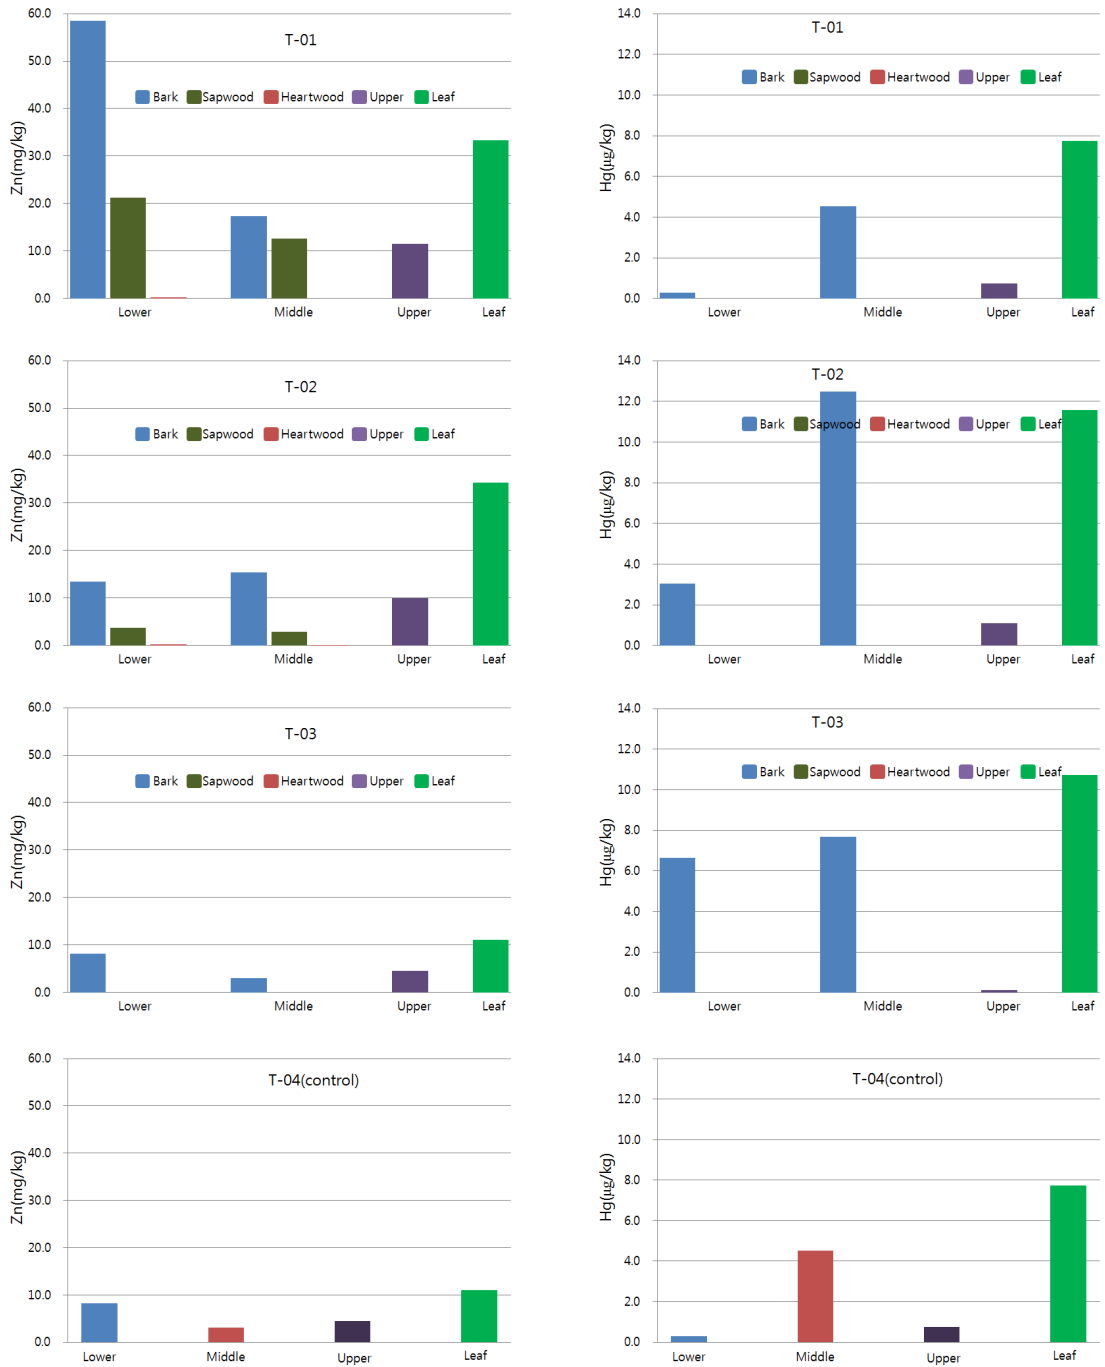 60.0
50.0
40.0
30.0
20.0
10.0
0.0
Zn(mg/kg)
T-01
Bark Sapwood Heartwood Upper Leaf
Lower Middle Upper Leaf
14.0
12.0
10.0
8.0
6.0
4.0
2.0
0.0
Hg(μg/kg)
T-01
Bark Sapwood Heartwood Upper Leaf
Lower Middle Upper Leaf
60.0
50.0
40.0
30.0
20.0
10.0
0.0
Zn(mg/kg)
T-02
Bark Sapwood Heartwood Upper Leaf
Lower Middle Upper Leaf
14.0
12.0
10.0
8.0
6.0
4.0
2.0
0.0
Hg(μg/kg)
T-02
Bark Sapwood Heartwood Upper Leaf
Lower Middle Upper Leaf
60.0
50.0
40.0
30.0
20.0
10.0
0.0
Zn(mg/kg)
T-03
Bark Sapwood Heartwood Upper Leaf
Lower Middle Upper Leaf
14.0
12.0
10.0
8.0
6.0
4.0
2.0
0.0
Hg(μg/kg)
T-03
Bark Sapwood Heartwood Upper Leaf
Lower Middle Upper Leaf
60.0
50.0
40.0
30.0
20.0
10.0
0.0
Zn(mg/kg)
T-04(control)
Lower Middle Upper Leaf
14.0
12.0
10.0
8.0
6.0
4.0
2.0
0.0
Hg(μg/kg)
T-04(control)
Lower Middle Upper Leaf